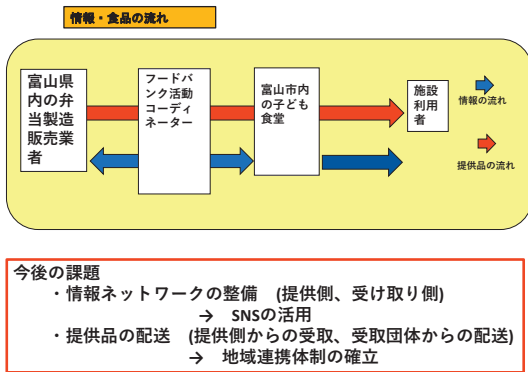 情報・食品の流れ
富山県
内の弁
当製造
販売業
者
フードバ
ンク活動
コーディ
ネーター
富山市内
の子ども
食堂
施設
利用
者
情報の流れ
提供品の流れ
今後の課題
・情報ネットワークの整備　(提供側、受け取り側)
→　SNSの活用
・提供品の配送　(提供側からの受取、受取団体からの配送)
→　地域連携体制の確立